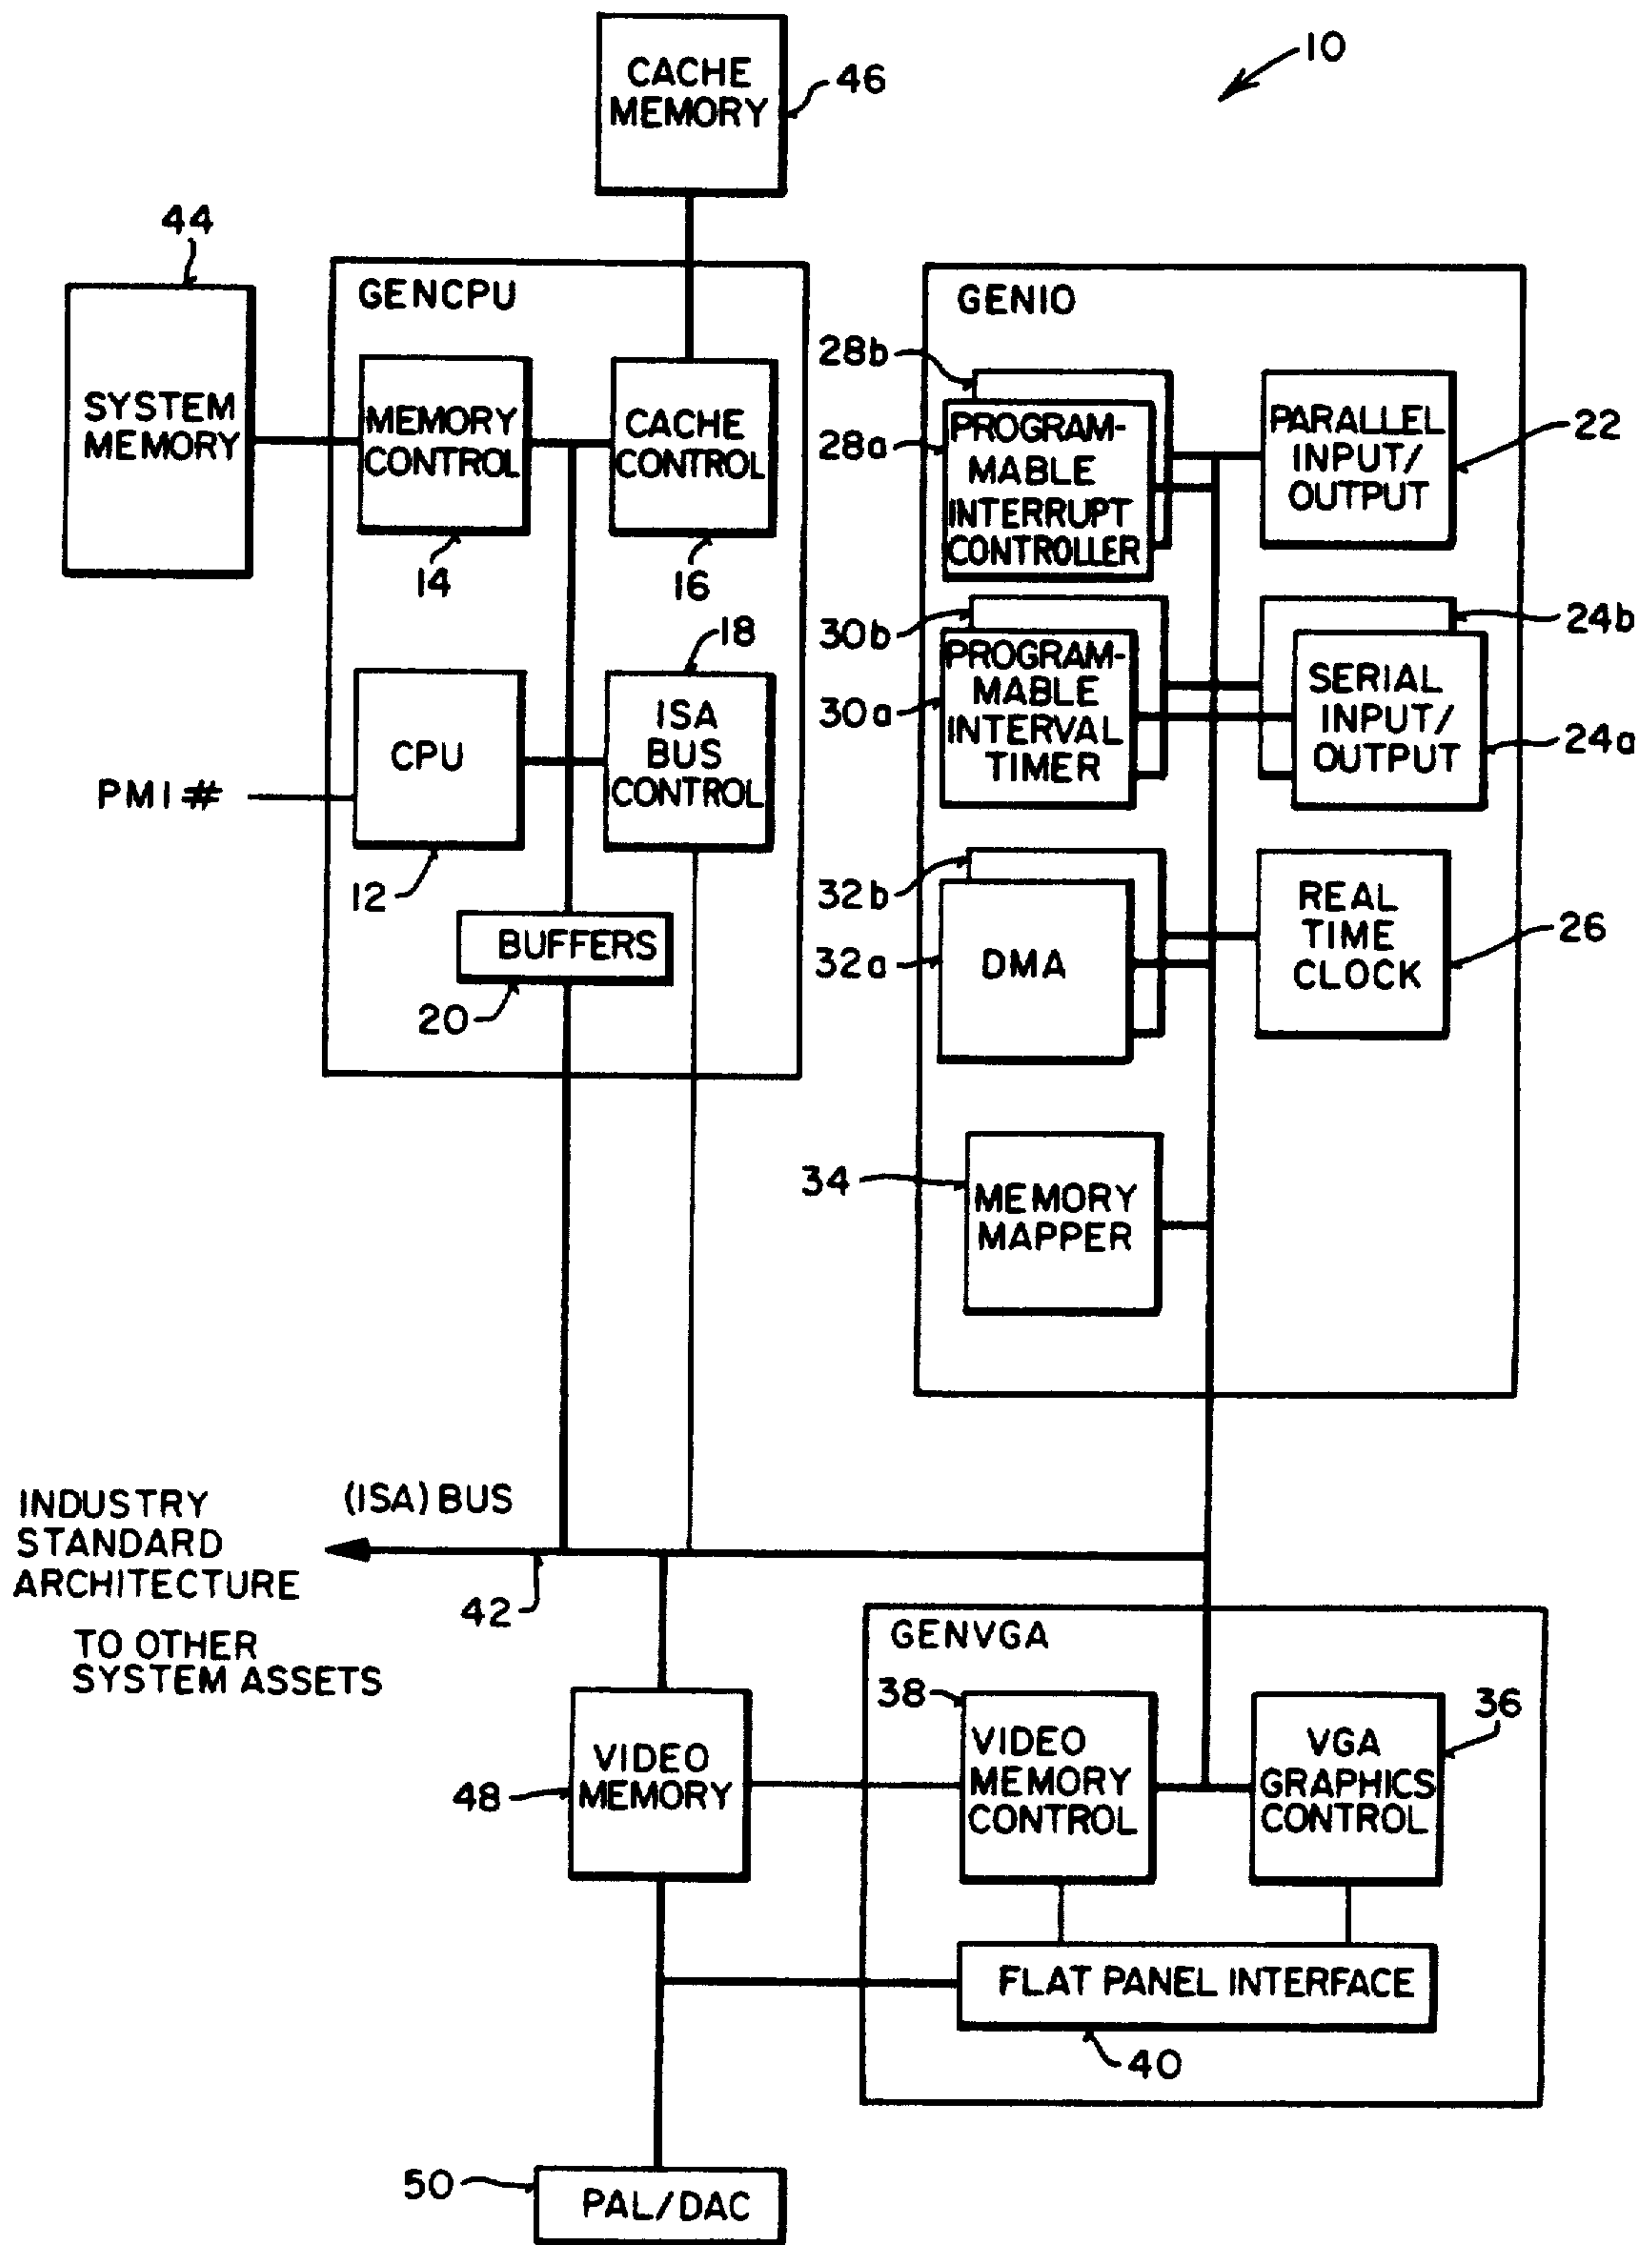 10
CACHE
MEMORY
46
44
SYSTEM
MEMORY
GENCPU
MEMORY
CONTROL
14
CACHE
CONTROL
16
18
CPU
12
ISA
BUS
CONTROL
PMI#
BUFFERS
20
GENIO
28b
28a
PROGRAM-
MABLE
INTERRUPT
CONTROLLER
PARALLEL
INPUT/
OUTPUT
22
30b
30a
PROGRAM-
MABLE
INTERVAL
TIMER
24b
SERIAL
INPUT/
OUTPUT
24a
32b
32a
DMA
REAL
TIME
CLOCK
26
34
MEMORY
MAPPER
INDUSTRY
STANDARD
ARCHITECTURE
(ISA) BUS
42
TO OTHER
SYSTEM ASSETS
GENVGA
38
VIDEO
MEMORY
CONTROL
36
VGA
GRAPHICS
CONTROL
48
VIDEO
MEMORY
FLAT PANEL INTERFACE
40
50
PAL/DAC